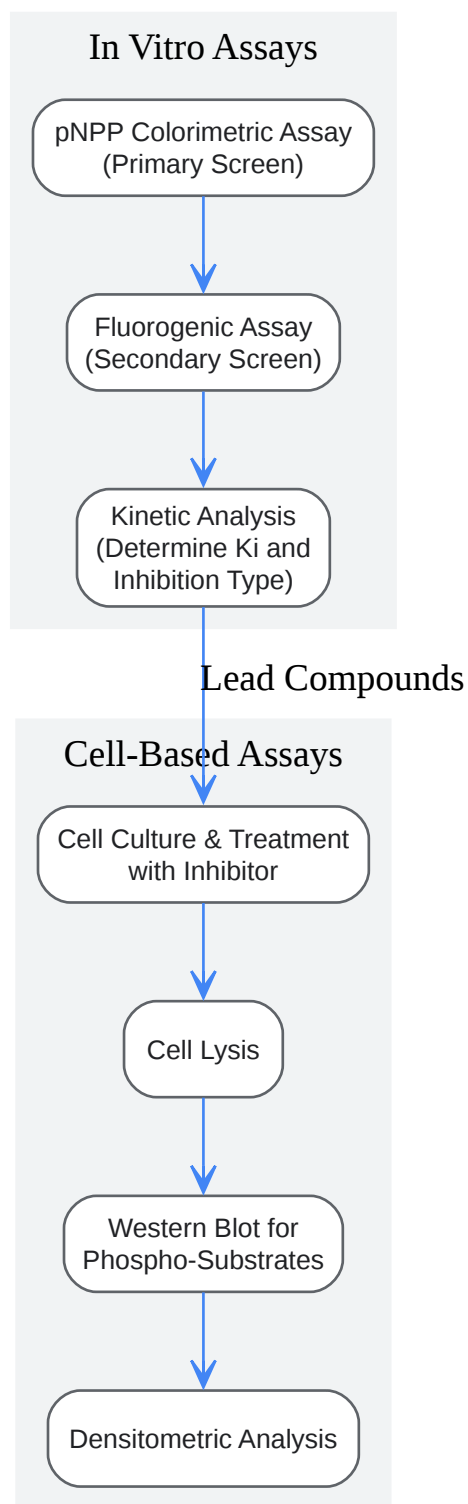 In Vitro Assays
pNPP Colorimetric Assay
(Primary Screen)
Fluorogenic Assay
(Secondary Screen)
Kinetic Analysis
(Determine Ki and
Inhibition Type)
Lead Compounds
Cell-Based Assays
Cell Culture & Treatment
with Inhibitor
Cell Lysis
Western Blot for
Phospho-Substrates
Densitometric Analysis